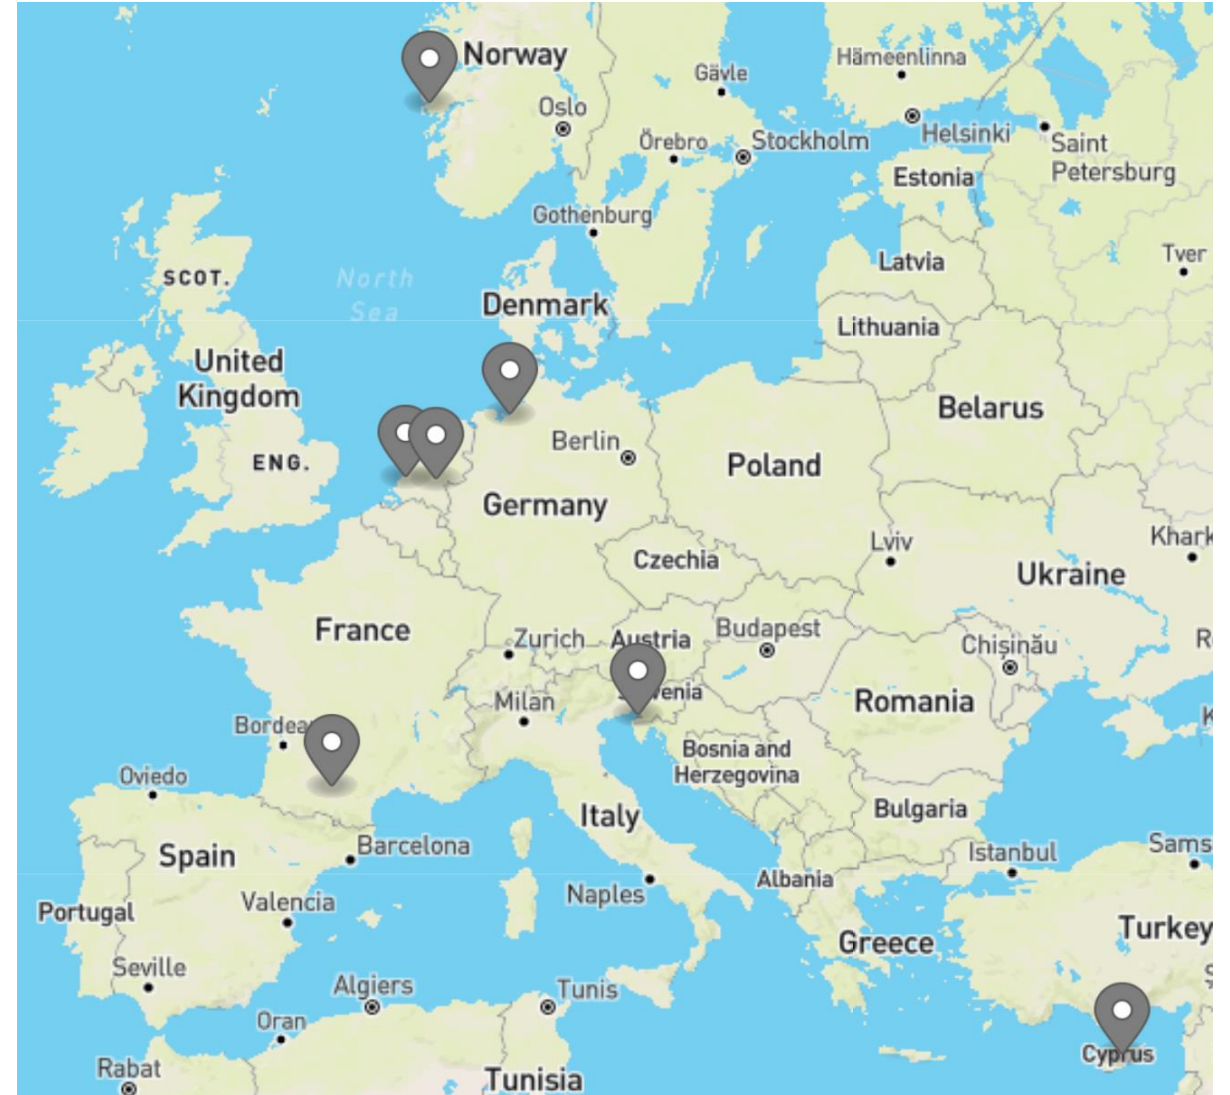 Norway
Hämeenlinna
Gävle
Oslo
Helsinki
Örebro
Stockholm
Saint
Petersburg
Estonia
Gothenburg
Tver
Latvia
SCOT.
North
Sea
Denmark
Lithuania
United
Kingdom
Belarus
Berlin
ENG.
Poland
Germany
Lviv
Khark
Czechia
Ukraine
France
Budapest
Zurich
Austria
Chișinău
R
enia
Milan
Romania
K
Bordea
Bosnia and
Herzegovina
Oviedo
Bulgaria
Italy
Sams
Barcelona
Istanbul
Spain
Albania
Naples
Valencia
Portugal
Turkey
Greece
Seville
Algiers
Tunis
Oran
Cyprus
Rabat
Tunisia